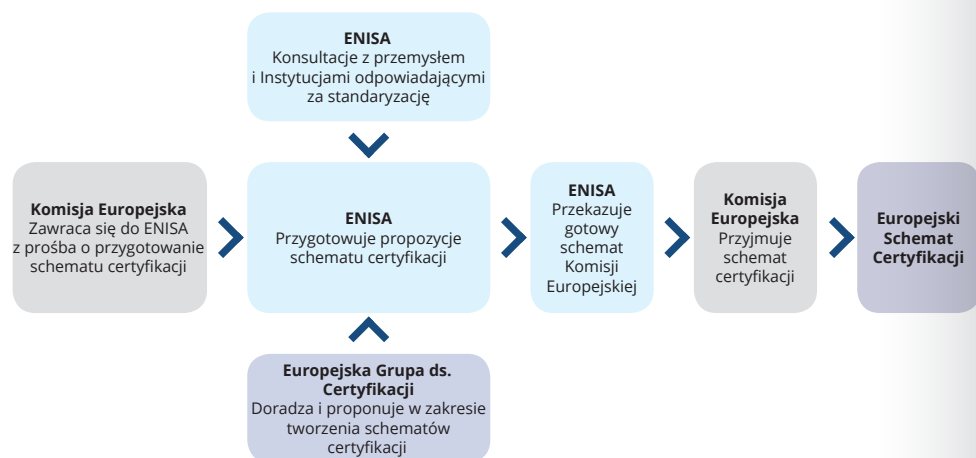 ENISA
Konsultacje z przemysłem
i Instytucjami odpowiadającymi
za standaryzację
Komisja Europejska
Zawraca się do ENISA
z prośba o przygotowanie
schematu certyfikacji
ENISA
Przygotowuje propozycje
schematu certyfikacji
ENISA
Przekazuje
gotowy
schemat
Komisji
Europejskiej
Komisja
Europejska
Przyjmuje
schemat
certyfikacji
Europejski
Schemat
Certyfikacji
Europejska Grupa ds.
Certyfikacji
Doradza i proponuje w zakresie
tworzenia schematów
certyfikacji